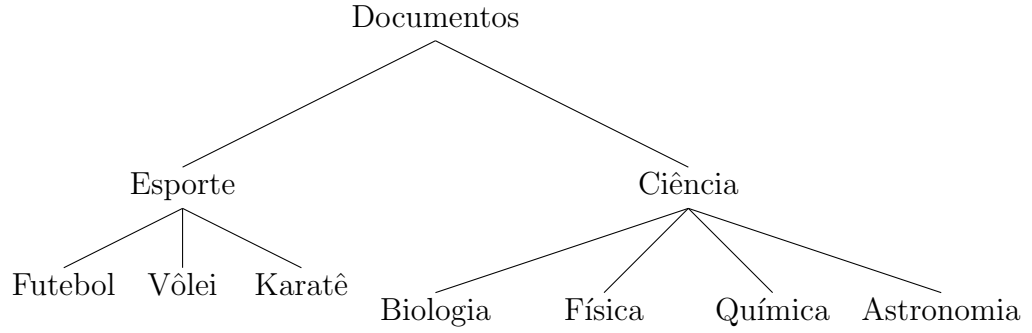 Documentos
Esporte Ciência
Futebol Vôlei Karatê
Biologia Física Química Astronomia